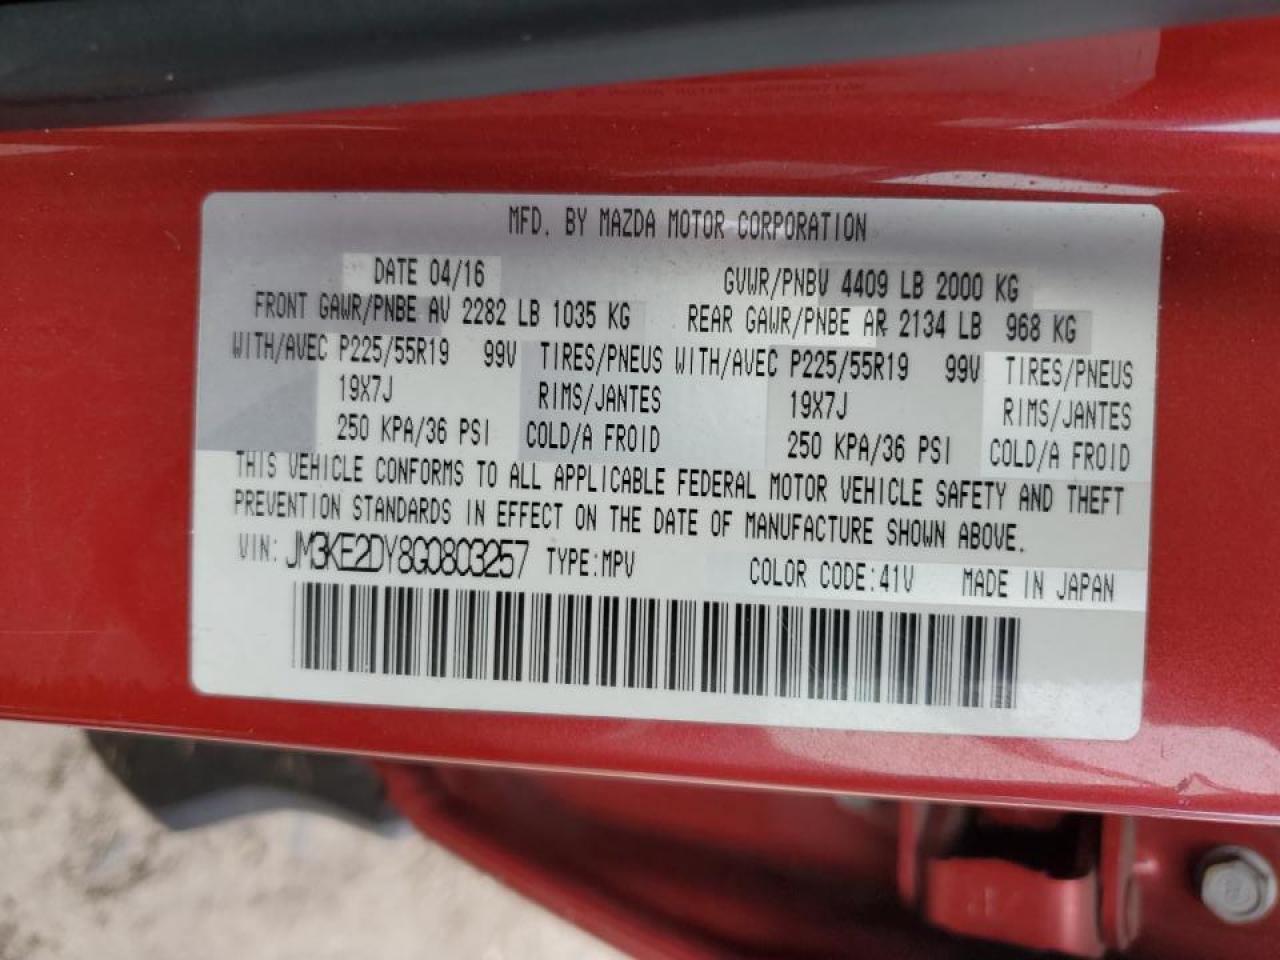 MFD. BY MAZDA MOTOR CORPORATION
DATE 04/16 GVWR/PNBV 4409 LB 2000 KG
FRONT GAWR/PNBE AV 2282 LB 1035 KG REAR GAWR/PNBE AR 2134 LB 968 KG
WITH/AVEC P225/55R19 99V TIRES/PNEUS WITH/AVEC P225/55R19 99V TIRES/PNEUS
19X7J RIMS/JANTES 19X7J RIMS/JANTES
250 KPA/36 PSI COLD/A FROID 250 KPA/36 PSI COLD/A FROID
THIS VEHICLE CONFORMS TO ALL APPLICABLE FEDERAL MOTOR VEHICLE SAFETY AND THEFT
PREVENTION STANDARDS IN EFFECT ON THE DATE OF MANUFACTURE SHOWN ABOVE.
VIN: JM3KE2DY8G0803257 TYPE:MPV COLOR CODE:41V MADE IN JAPAN